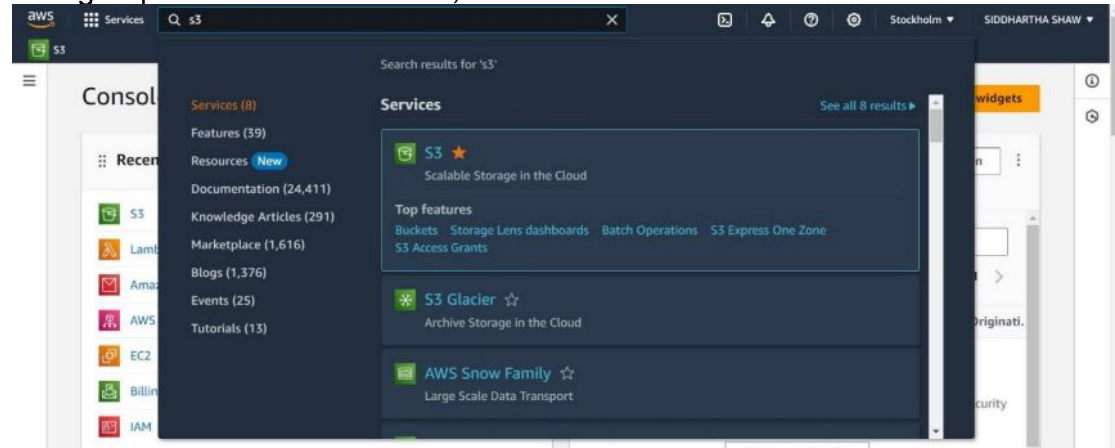 aws
Services
s3
Stockholm ▼
SIDDHARTHA SHAW ▼
S3
Search results for 's3'
Services (8)
Features (39)
Resources New
Documentation (24,411)
Knowledge Articles (291)
Marketplace (1,616)
Blogs (1,376)
Events (25)
Tutorials (13)
Services
See all 8 results ▶
S3
Scalable Storage in the Cloud
Top features
Buckets Storage Lens dashboards Batch Operations S3 Express One Zone
S3 Access Grants
S3 Glacier
Archive Storage in the Cloud
AWS Snow Family
Large Scale Data Transport
Consol
widgets
Recen
S3
Lamb
Ama
AWS
EC2
Billin
IAM
n
Originati.
curity